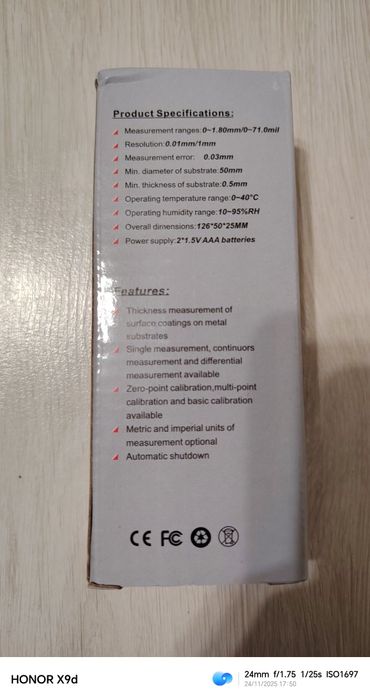 Product Specifications:
Measurement ranges:0~1.80mm/0~71.0mil
Resolution:0.01mm/1mm
Measurement error: 0.03mm
Min. diameter of substrate:50mm
Min. thickness of substrate:0.5mm
Operating temperature range:0~40°C
Operating humidity range:10~95%RH
Overall dinensions:126*50*25MM
Power supply:2*1.5V AAA batteries
Features:
Thickness measurement of
surface coatings on metal
substrates
Single measurement, continuors
measurement and differential
measurement available
Zero-point calibration,multi-point
calibration and basic calibration
available
Metric and imperial units of
measurement optional
Automatic shutdown
CE FC
HONOR X9d
24mm f/1.75 1/25s ISO1697
24/11/2025 17:50